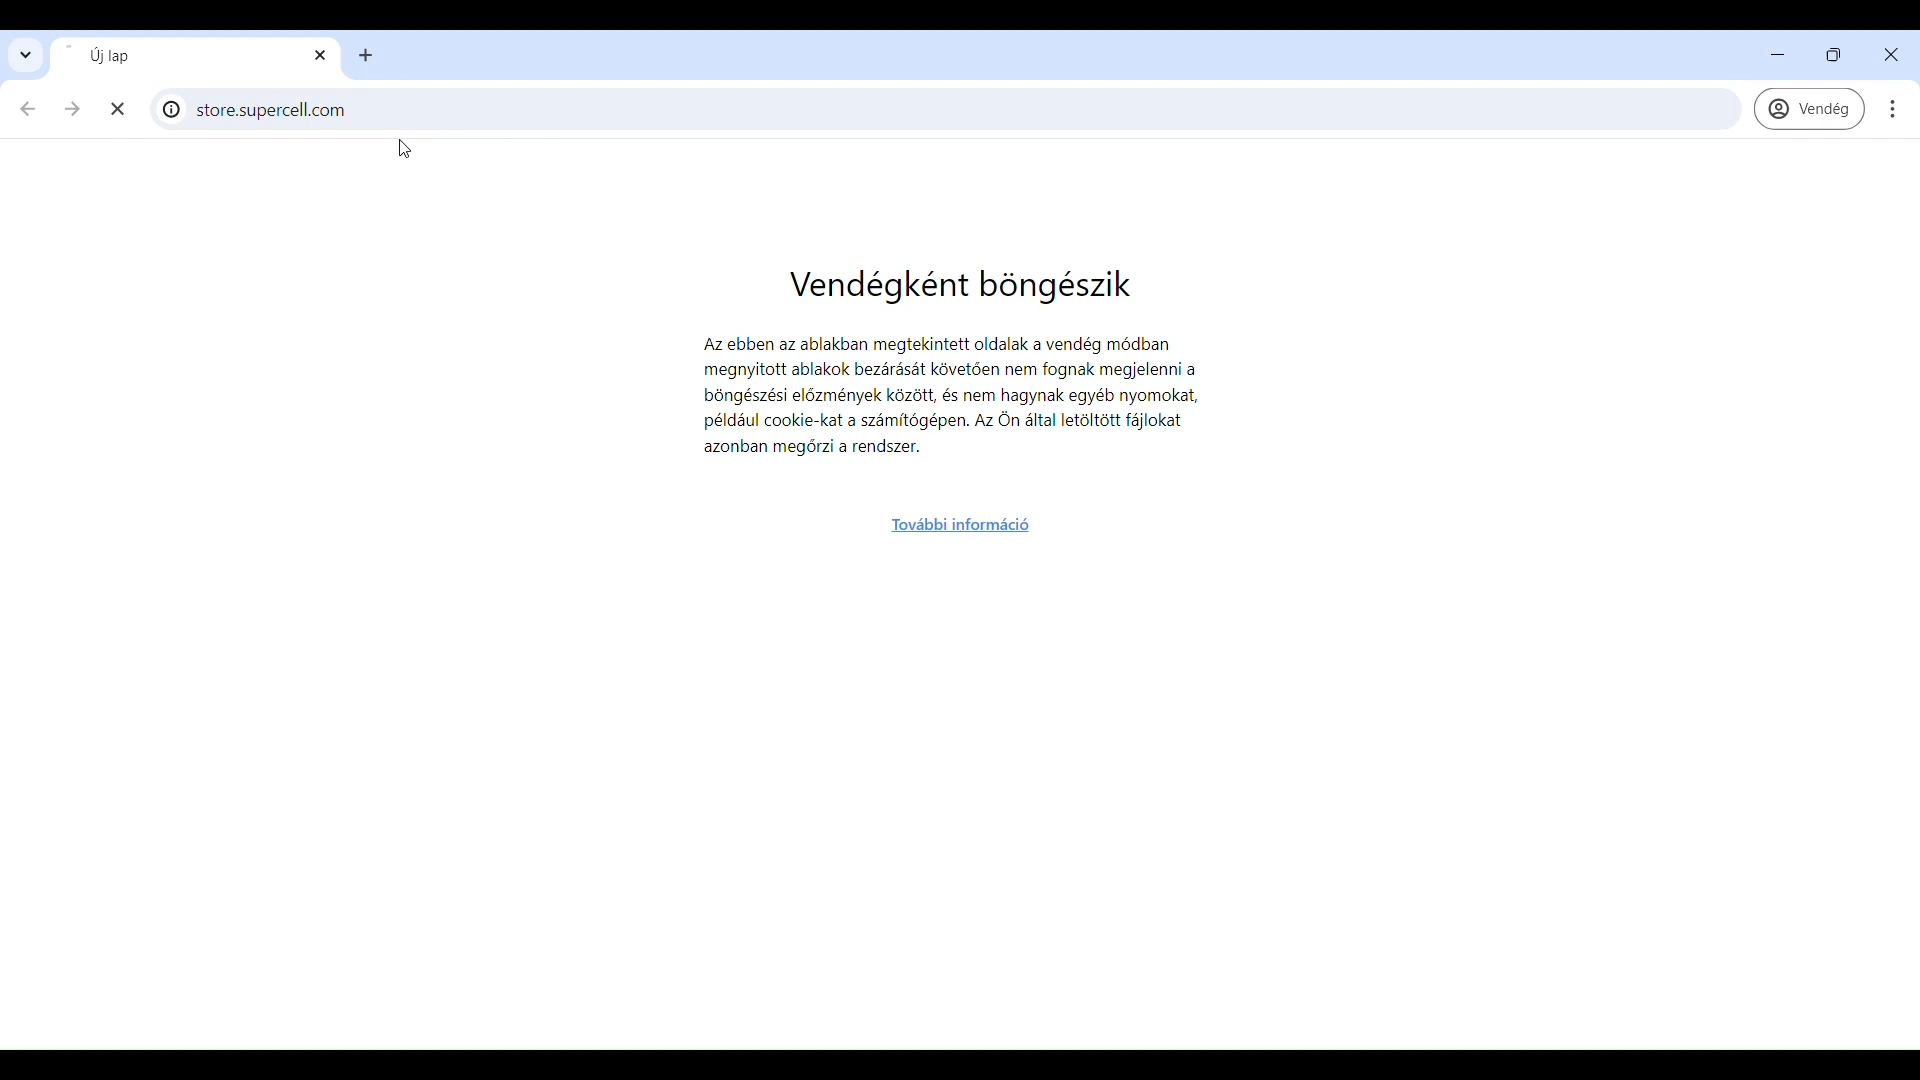 Új lap
store.supercell.com
Vendég
Vendégként böngészik
Az ebben az ablakban megtekintett oldalak a vendég módban
megnyitott ablakok bezárását követően nem fognak megjelenni a
böngészési előzmények között, és nem hagynak egyéb nyomokat,
például cookie-kat a számítógépen. Az Ön által letöltött fájlokat
azonban megőrzi a rendszer.
További információ